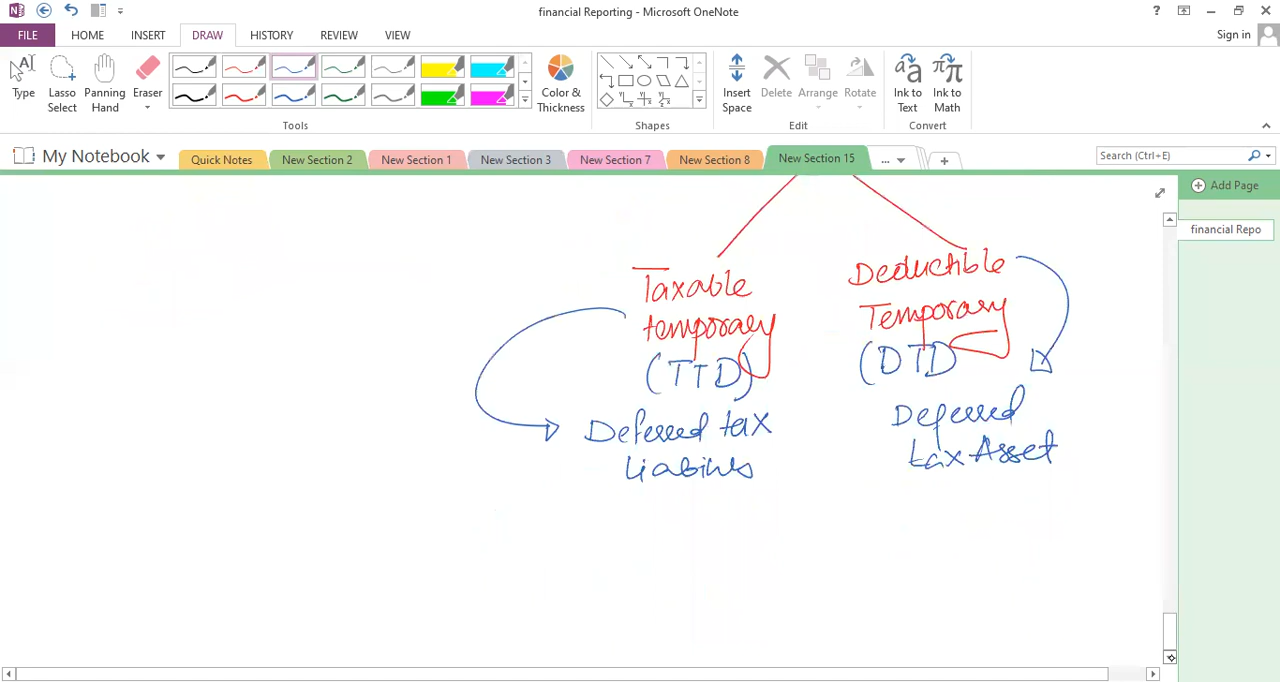 financial Reporting - Microsoft OneNote
? Sign in
FILE HOME INSERT DRAW HISTORY REVIEW VIEW
Type Lasso Select Panning Hand Eraser Color & Thickness Insert Space Delete Arrange Rotate Ink to Text Ink to Math
Tools Shapes Edit Convert
My Notebook Quick Notes New Section 2 New Section 1 New Section 3 New Section 7 New Section 8 New Section 15 ... + Search (Ctrl+E)
Add Page
financial Repo
Taxable
temporary
(TTD)
Deferred tax
liability
Deductible
Temporary
(DTD
Deferred
tax Asset